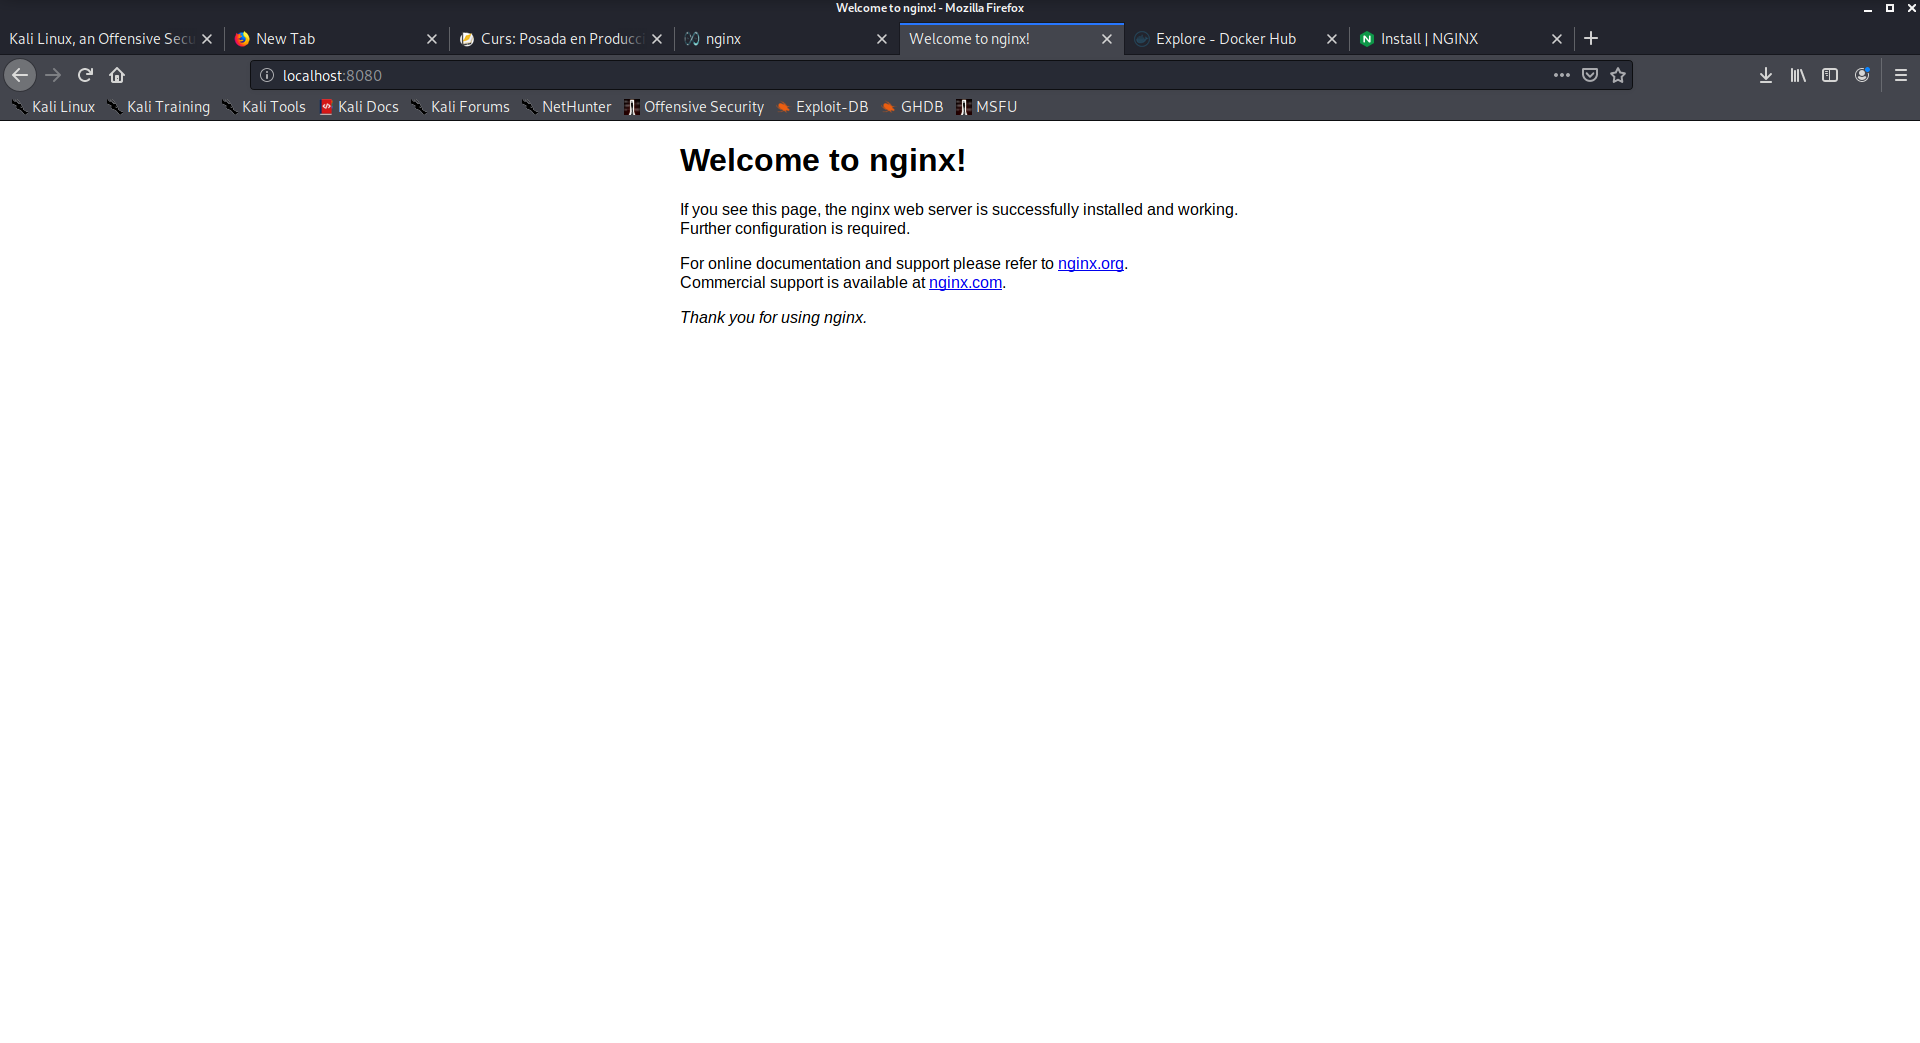 Welcome to nginx! - Mozilla Firefox
Kali Linux, an Offensive Secu
New Tab
Curs: Posada en Producc
nginx
Welcome to nginx!
Explore - Docker Hub
Install | NGINX
localhost:8080
Kali Linux
Kali Training
Kali Tools
Kali Docs
Kali Forums
NetHunter
Offensive Security
Exploit-DB
GHDB
MSFU
Welcome to nginx!
If you see this page, the nginx web server is successfully installed and working.
Further configuration is required.
For online documentation and support please refer to nginx.org.
Commercial support is available at nginx.com.
Thank you for using nginx.